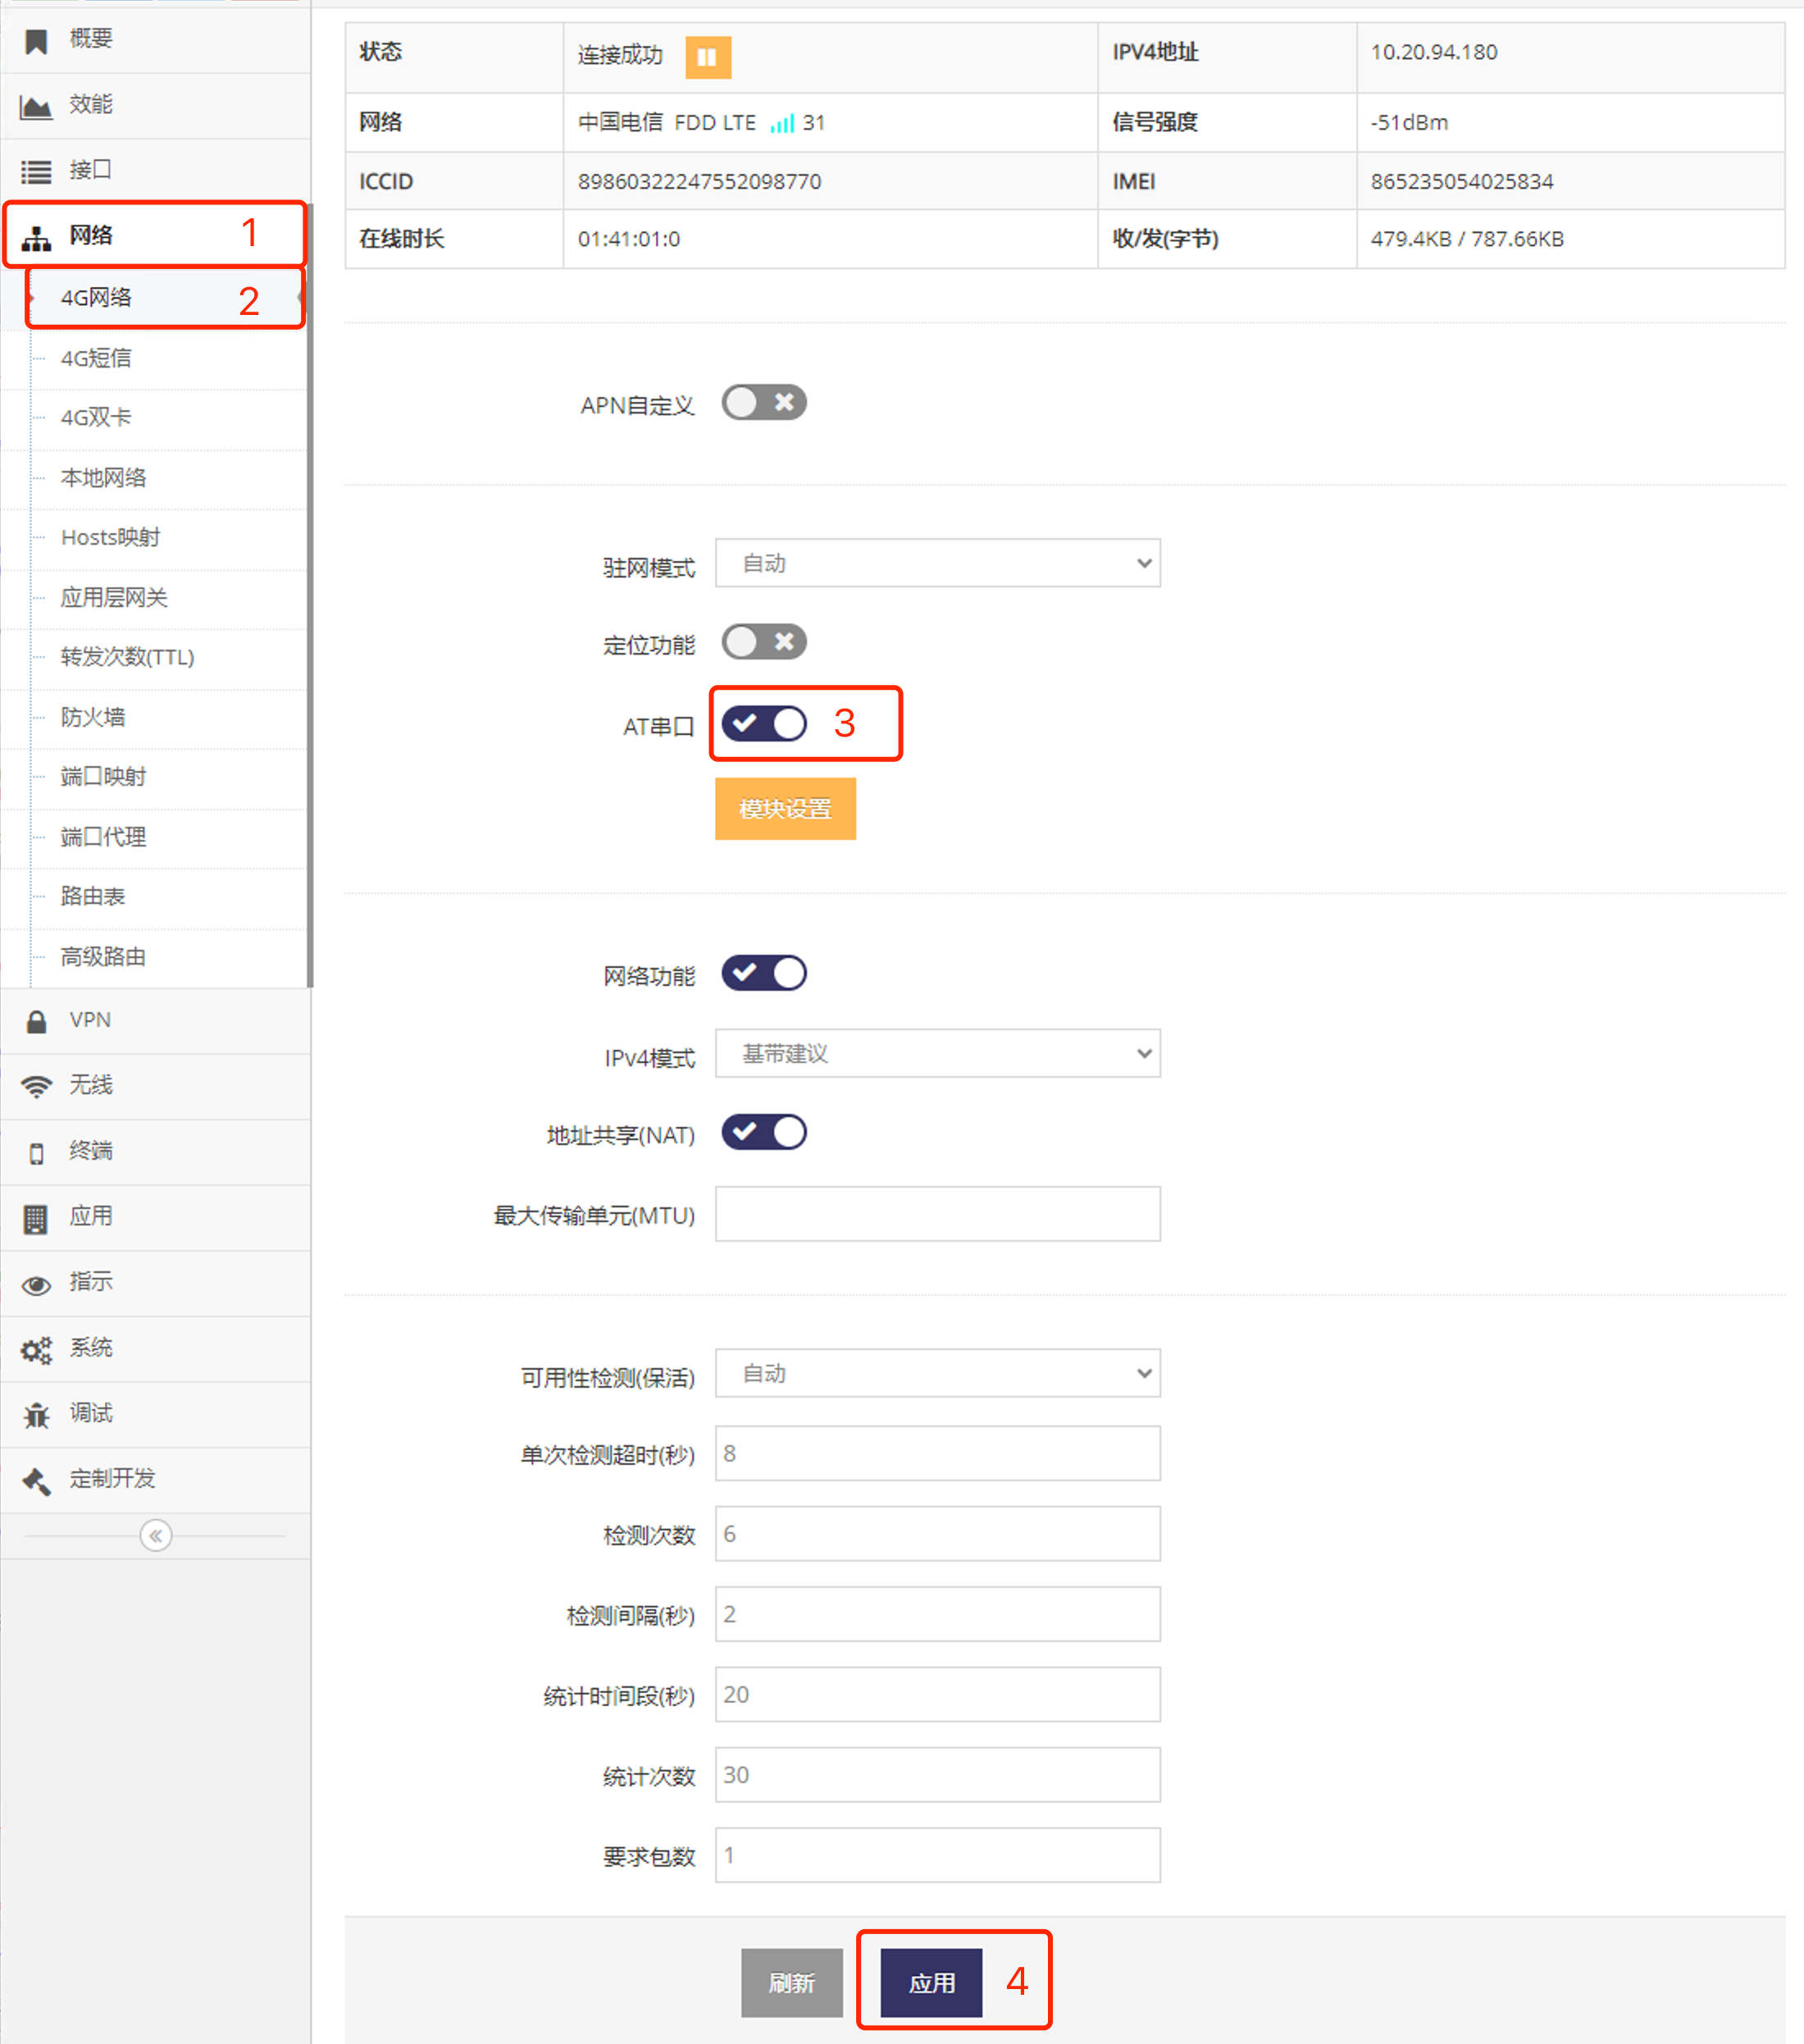 概要
效能
接口
网络 1
4G网络 2
4G短信
4G双卡
本地网络
Hosts映射
应用层网关
转发次数(TTL)
防火墙
端口映射
端口代理
路由表
高级路由
VPN
无线
终端
应用
指示
系统
调试
定制开发
状态 连接成功 IPV4地址 10.20.94.180
网络 中国电信 FDD LTE 31 信号强度 -51dBm
ICCID 89860322247552098770 IMEI 865235054025834
在线时长 01:41:01:0 收/发(字节) 479.4KB / 787.66KB
APN自定义
驻网模式 自动
定位功能
AT串口 3
模块设置
网络功能
IPv4模式 基带建议
地址共享(NAT)
最大传输单元(MTU)
可用性检测(保活) 自动
单次检测超时(秒) 8
检测次数 6
检测间隔(秒) 2
统计时间段(秒) 20
统计次数 30
要求包数 1
刷新 应用 4